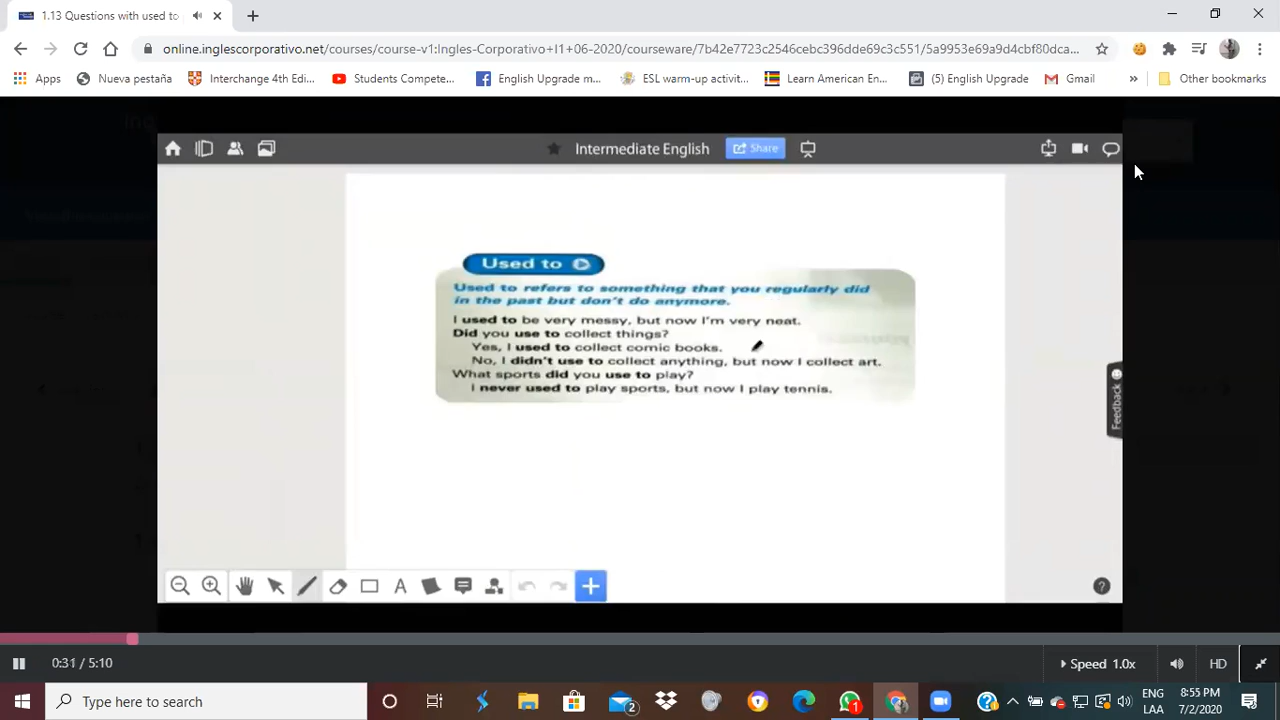 1.13 Questions with used to
online.inglescorporativo.net/courses/course-v1:Ingles-Corporativo+I1+06-2020/courseware/7b42e7723c2546cebc3960de69c3c551/5a9953e69a9d4cbf80dca...
Apps Nueva pestaña Interchange 4th Edi... Students Compete... English Upgrade m... ESL warm-up activit... Learn American En... (5) English Upgrade Gmail » Other bookmarks
Intermediate English Share
Used to
Used to refers to something that you regularly did
in the past but don't do anymore.
I used to be very messy, but now I'm very neat.
Did you use to collect things?
Yes, I used to collect comic books.
No, I didn't use to collect anything, but now I collect art.
What sports did you use to play?
I never used to play sports, but now I play tennis.
Feedback
A
0:31 / 5:10 Speed 1.0x HD
Type here to search 2 1 ENG 8:55 PM
LAA 7/2/2020